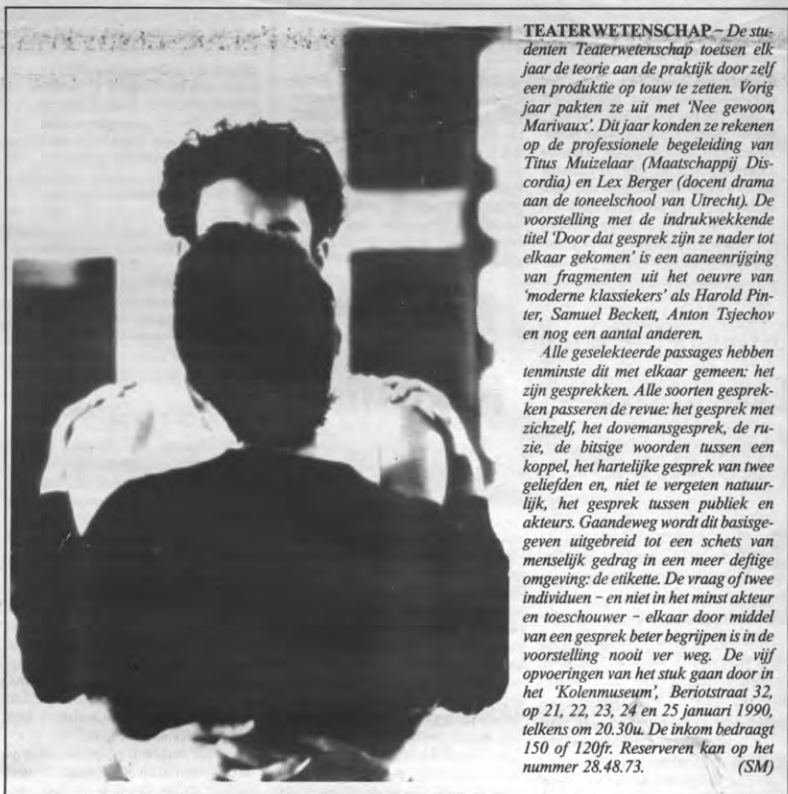 TEATERWETENSCHAP – De stu-
denten Teaterwetenschap toetsen elk
jaar de teorie aan de praktijk door zelf
een produktie op touw te zetten. Vorig
jaar pakten ze uit met 'Nee gewoon,
Marivaux'. Dit jaar konden ze rekenen
op de professionele begeleiding van
Titus Muizelaar (Maatschappij Dis-
cordia) en Lex Berger (docent drama
aan de toneelschool van Utrecht). De
voorstelling met de indrukwekkende
titel 'Door dat gesprek zijn ze nader tot
elkaar gekomen' is een aaneenrijging
van fragmenten uit het oeuvre van
'moderne klassiekers' als Harold Pin-
ter, Samuel Beckett, Anton Tsjechov
en nog een aantal anderen.
Alle geselekteerde passages hebben
tenminste dit met elkaar gemeen: het
zijn gesprekken. Alle soorten gesprek-
ken passeren de revue: het gesprek met
zichzelf, het dovemansgesprek, de ru-
zie, de bitsige woorden tussen een
koppel, het hartelijke gesprek van twee
geliefden en, niet te vergeten natuur-
lijk, het gesprek tussen publiek en
akteurs. Gaandeweg wordt dit basisge-
geven uitgebreid tot een schets van
menselijk gedrag in een meer deftige
omgeving: de etikette. De vraag of twee
individuen – en niet in het minst akteur
en toeschouwer – elkaar door middel
van een gesprek beter begrijpen is in de
voorstelling nooit ver weg. De vijf
opvoeringen van het stuk gaan door in
het 'Kolenmuseum', Beriotstraat 32,
op 21, 22, 23, 24 en 25 januari 1990,
telkens om 20.30u. De inkom bedraagt
150 of 120fr. Reserveren kan op het
nummer 28.48.73. (SM)